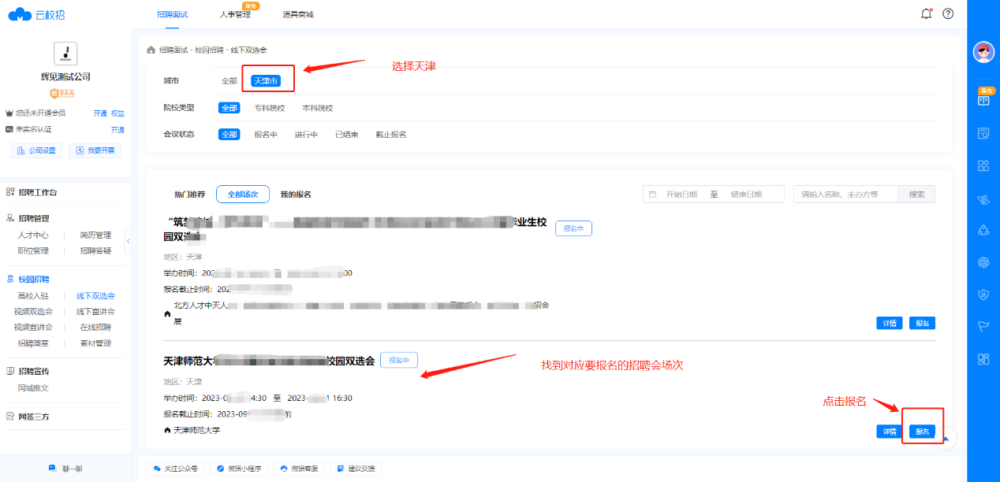 云校招
招聘面试 人事管理 限免 道具商城
辉见测试公司
BAA
您还未开通会员 开通 权益
未实名认证 开通
公司设置 我要开票
招聘工作台
招聘管理
人才中心 简历管理
职位管理 招聘答疑
校园招聘
高校入驻 线下双选会
视频双选会 线下宣讲会
视频宣讲会 在线招聘
招聘简章 素材管理
招聘宣传
同城推文
网签三方
聊一聊
招聘面试 - 校园招聘 - 线下双选会
选择天津
城市 全部 天津市
院校类型 全部 专科院校 本科院校
会议状态 全部 报名中 进行中 已结束 截止报名
热门推荐 全部场次 我的报名 开始日期 至 结束日期 请输入名称、主办方等 搜索
“筑 业生校
园双选会 报名中
地区：天津
举办时间：202 至 00
报名截止时间：202
北方人才中天人 招会
展
详情 报名
天津师范大学 校园双选会 报名中
找到对应要报名的招聘会场次
地区：天津
举办时间：2023-0 4:30 至 2023- 1 16:30
报名截止时间：2023-09 前
天津师范大学
点击报名
详情 报名
关注公众号 微信小程序 微信客服 建议反馈
限免